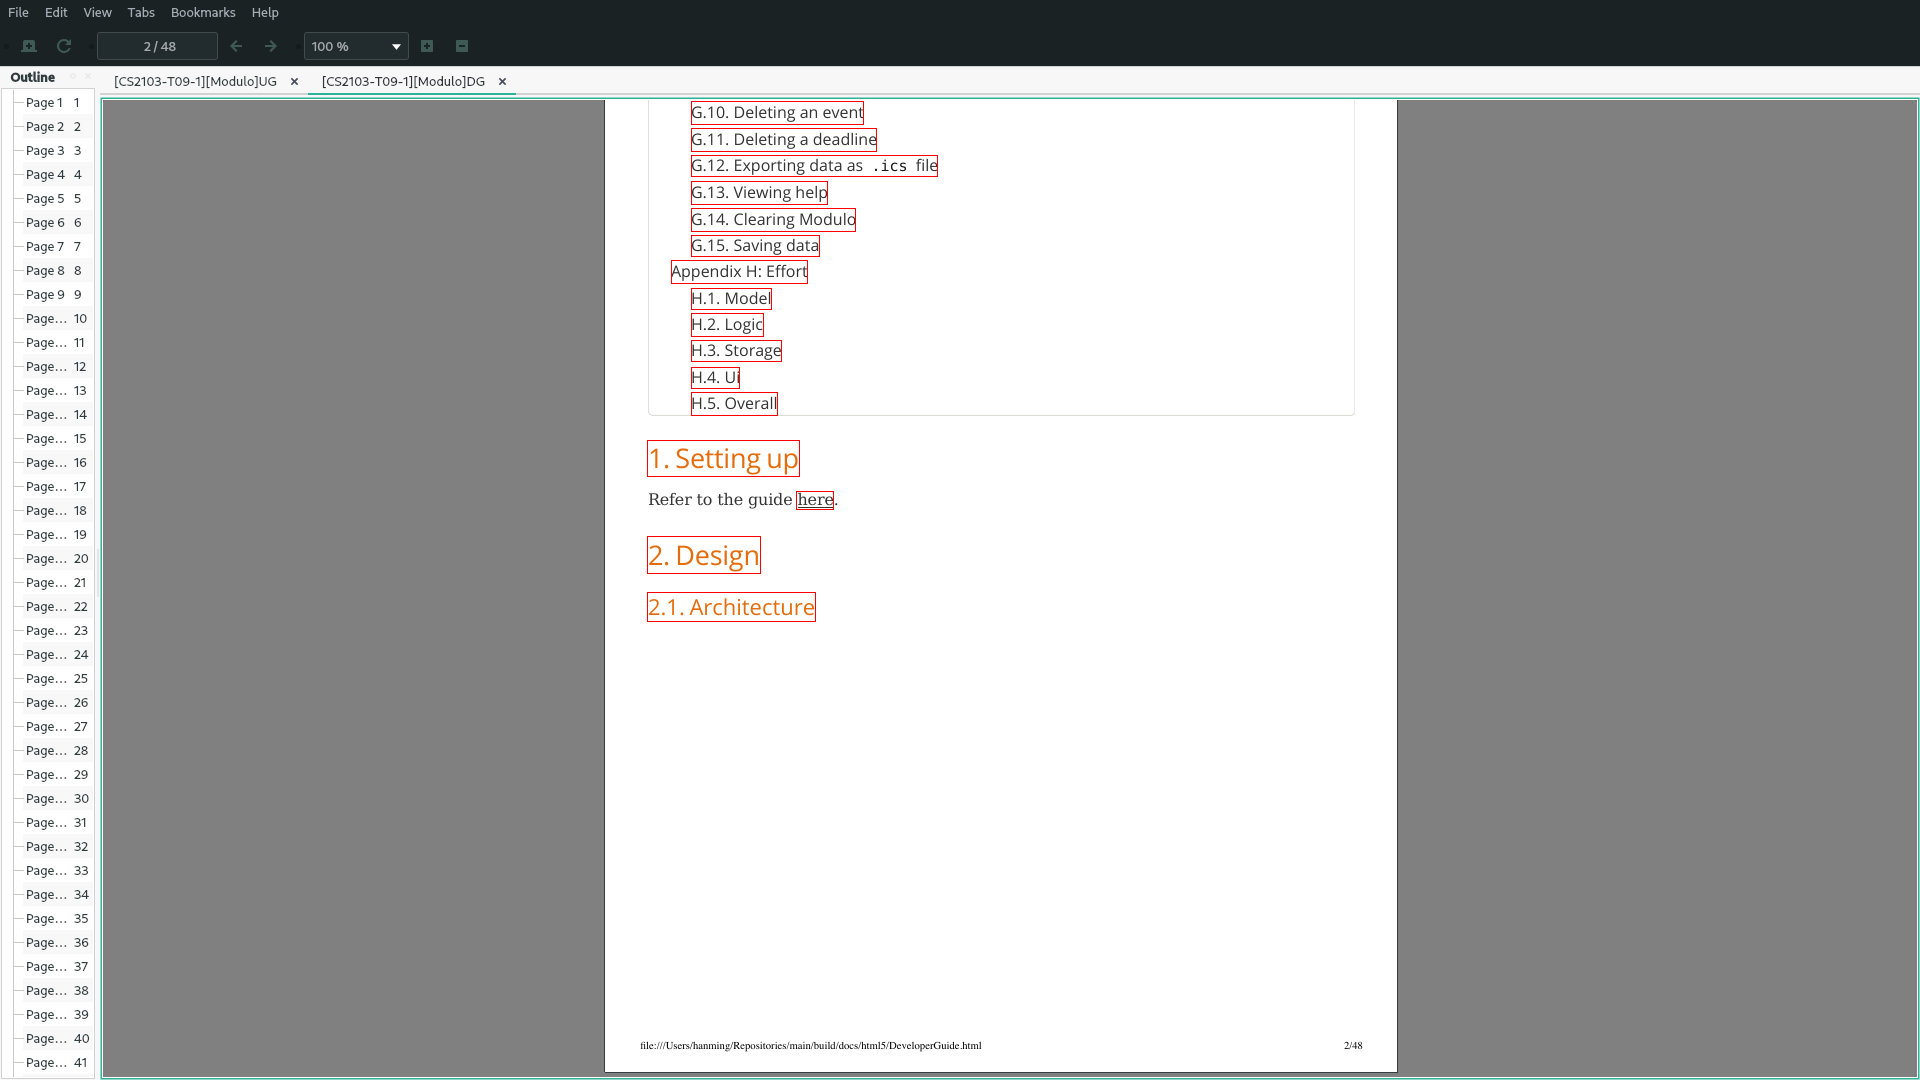 File Edit View Tabs Bookmarks Help
2 / 48 100 %
Outline
[CS2103-T09-1][Modulo]UG
[CS2103-T09-1][Modulo]DG
Page 1 1
Page 2 2
Page 3 3
Page 4 4
Page 5 5
Page 6 6
Page 7 7
Page 8 8
Page 9 9
Page... 10
Page... 11
Page... 12
Page... 13
Page... 14
Page... 15
Page... 16
Page... 17
Page... 18
Page... 19
Page... 20
Page... 21
Page... 22
Page... 23
Page... 24
Page... 25
Page... 26
Page... 27
Page... 28
Page... 29
Page... 30
Page... 31
Page... 32
Page... 33
Page... 34
Page... 35
Page... 36
Page... 37
Page... 38
Page... 39
Page... 40
Page... 41
G.10. Deleting an event
G.11. Deleting a deadline
G.12. Exporting data as .ics file
G.13. Viewing help
G.14. Clearing Modulo
G.15. Saving data
Appendix H: Effort
H.1. Model
H.2. Logic
H.3. Storage
H.4. Ui
H.5. Overall
1. Setting up
Refer to the guide here.
2. Design
2.1. Architecture
file:///Users/hanming/Repositories/main/build/docs/html5/DeveloperGuide.html 2/48